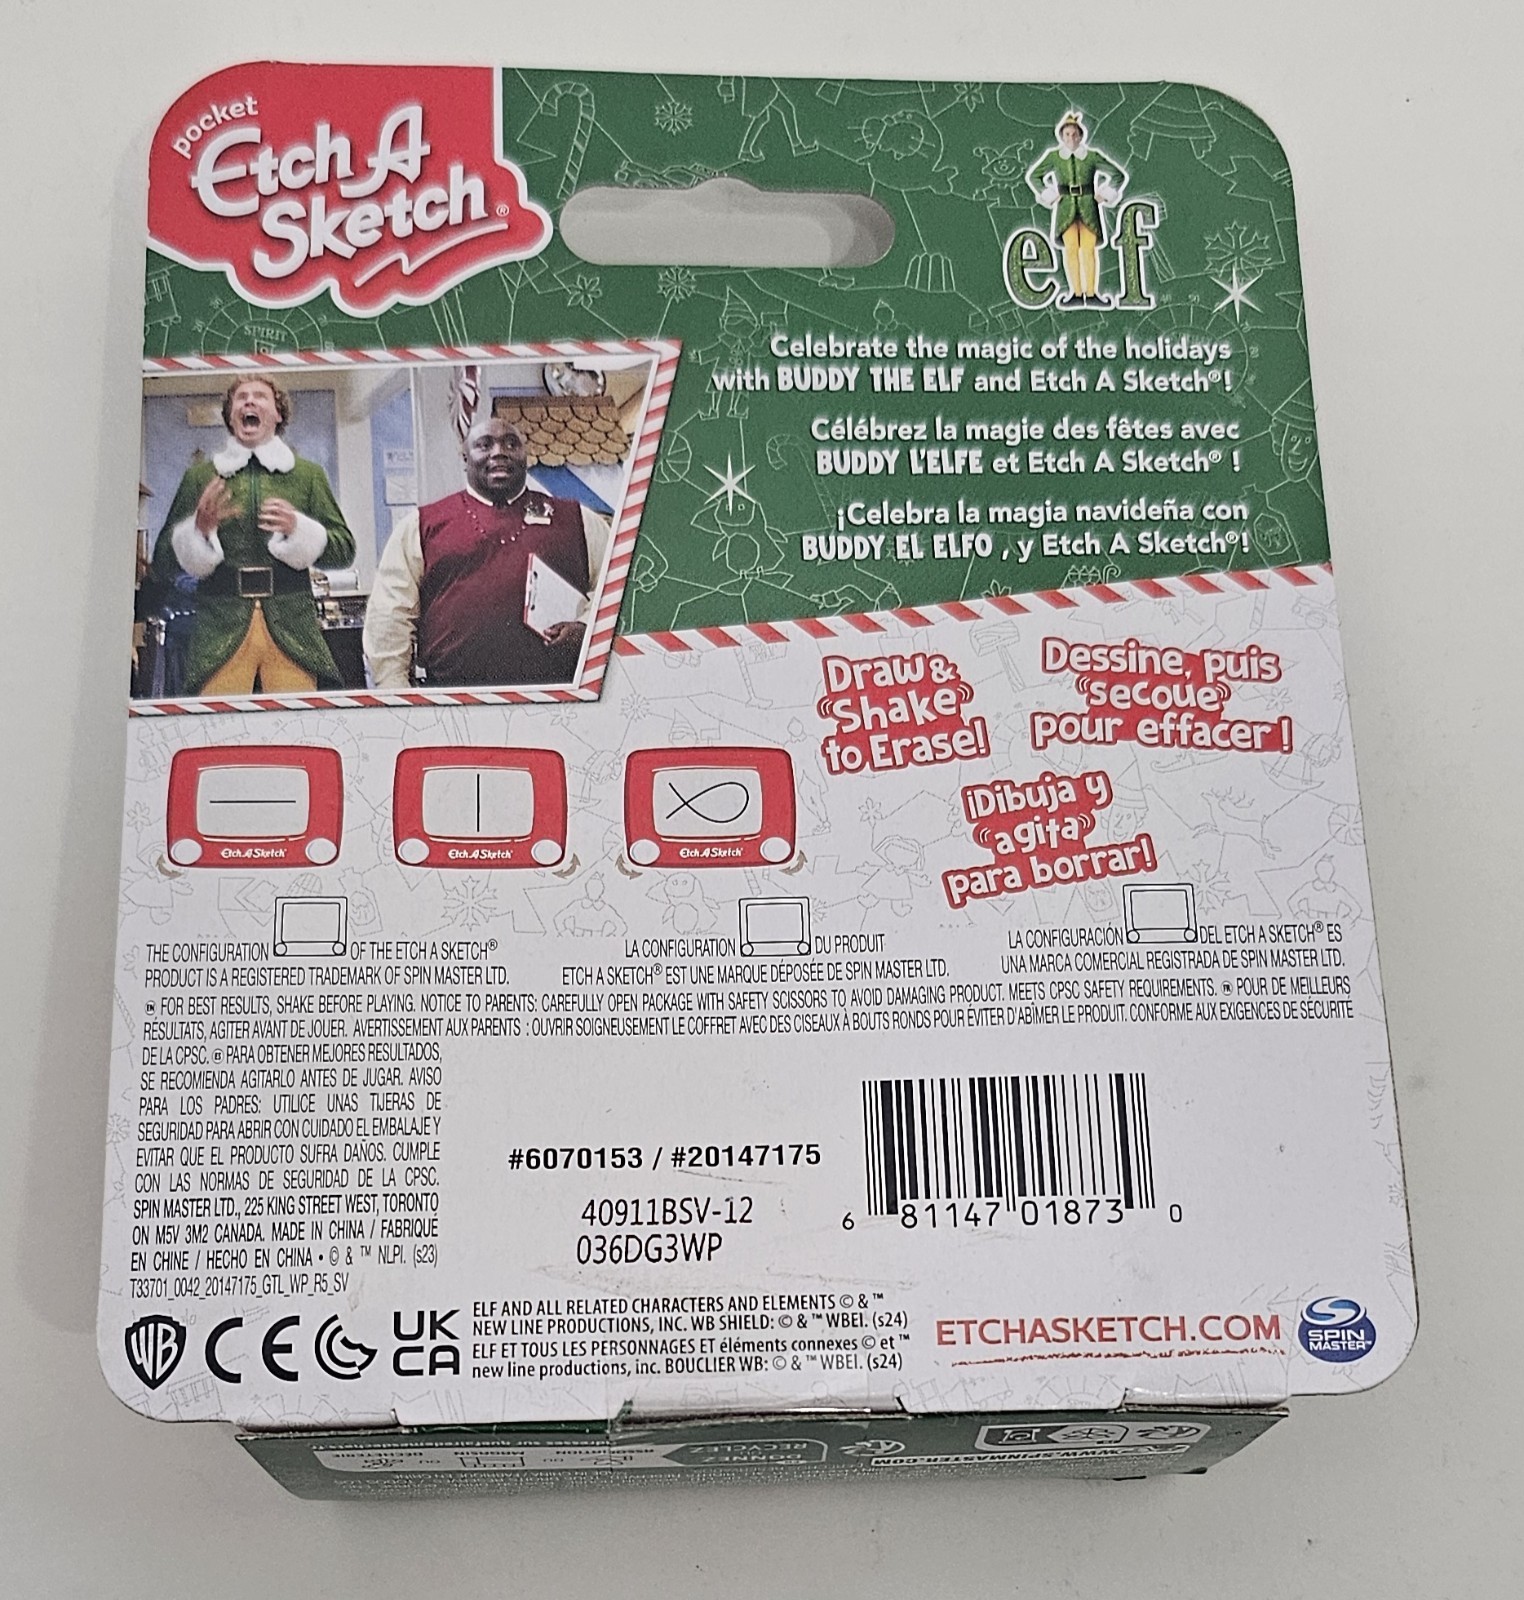 pocket
Etch A
Sketch®
elf
SPIRIT
Celebrate the magic of the holidays
with BUDDY THE ELF and Etch A Sketch®!
Célébrez la magie des fêtes avec
BUDDY L'ELFE et Etch A Sketch® !
¡Celebra la magia navideña con
BUDDY EL ELFO , y Etch A Sketch®!
Draw &
Shake
to Erase!
Dessine, puis
secoue
pour effacer !
¡Dibuja y
agita
para borrar!
Etch A Sketch
Etch A Sketch
Etch A Sketch
THE CONFIGURATION OF THE ETCH A SKETCH®
PRODUCT IS A REGISTERED TRADEMARK OF SPIN MASTER LTD.
LA CONFIGURATION DU PRODUIT
ETCH A SKETCH® EST UNE MARQUE DÉPOSÉE DE SPIN MASTER LTD.
LA CONFIGURACIÓN DEL ETCH A SKETCH® ES
UNA MARCA COMERCIAL REGISTRADA DE SPIN MASTER LTD.
EN FOR BEST RESULTS, SHAKE BEFORE PLAYING. NOTICE TO PARENTS: CAREFULLY OPEN PACKAGE WITH SAFETY SCISSORS TO AVOID DAMAGING PRODUCT. MEETS CPSC SAFETY REQUIREMENTS. FR POUR DE MEILLEURS
RÉSULTATS, AGITER AVANT DE JOUER. AVERTISSEMENT AUX PARENTS : OUVRIR SOIGNEUSEMENT LE COFFRET AVEC DES CISEAUX À BOUTS RONDS POUR ÉVITER D'ABÎMER LE PRODUIT. CONFORME AUX EXIGENCES DE SÉCURITÉ
DE LA CPSC. ES PARA OBTENER MEJORES RESULTADOS,
SE RECOMIENDA AGITARLO ANTES DE JUGAR. AVISO
PARA LOS PADRES: UTILICE UNAS TIJERAS DE
SEGURIDAD PARA ABRIR CON CUIDADO EL EMBALAJE Y
EVITAR QUE EL PRODUCTO SUFRA DAÑOS. CUMPLE
CON LAS NORMAS DE SEGURIDAD DE LA CPSC.
SPIN MASTER LTD., 225 KING STREET WEST, TORONTO
ON M5V 3M2 CANADA. MADE IN CHINA / FABRIQUÉ
EN CHINE / HECHO EN CHINA • © & ™ NLPI. (s23)
T33701_0042_20147175_GTL_WP_R5_SV
#6070153 / #20147175
40911BSV-12
036DG3WP
6 81147 01873 0
WB CE UK
CA
ELF AND ALL RELATED CHARACTERS AND ELEMENTS © & ™
NEW LINE PRODUCTIONS, INC. WB SHIELD: © & ™ WBEI. (s24)
ELF ET TOUS LES PERSONNAGES ET éléments connexes © et ™
new line productions, inc. BOUCLIER WB: © & ™ WBEI. (s24)
ETCHASKETCH.COM
SPIN
MASTER™
WWW.SPINMASTER.COM
DONNEZ
RECYCLEZ